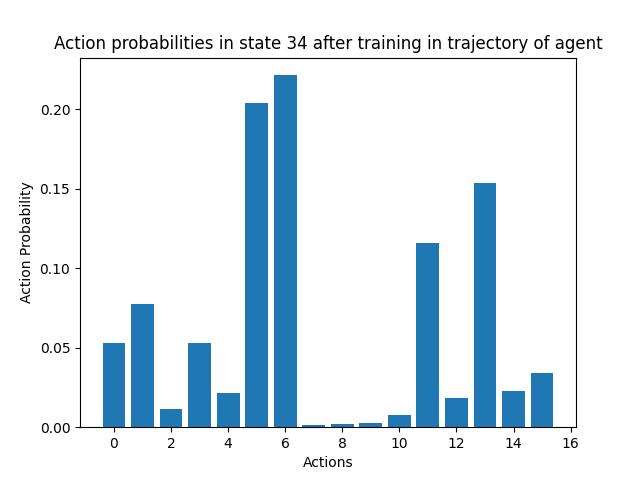 Action probabilities in state 34 after training in trajectory of agent
Action Probability
0.20
0.15
0.10
0.05
0.00
0 2 4 6 8 10 12 14 16
Actions